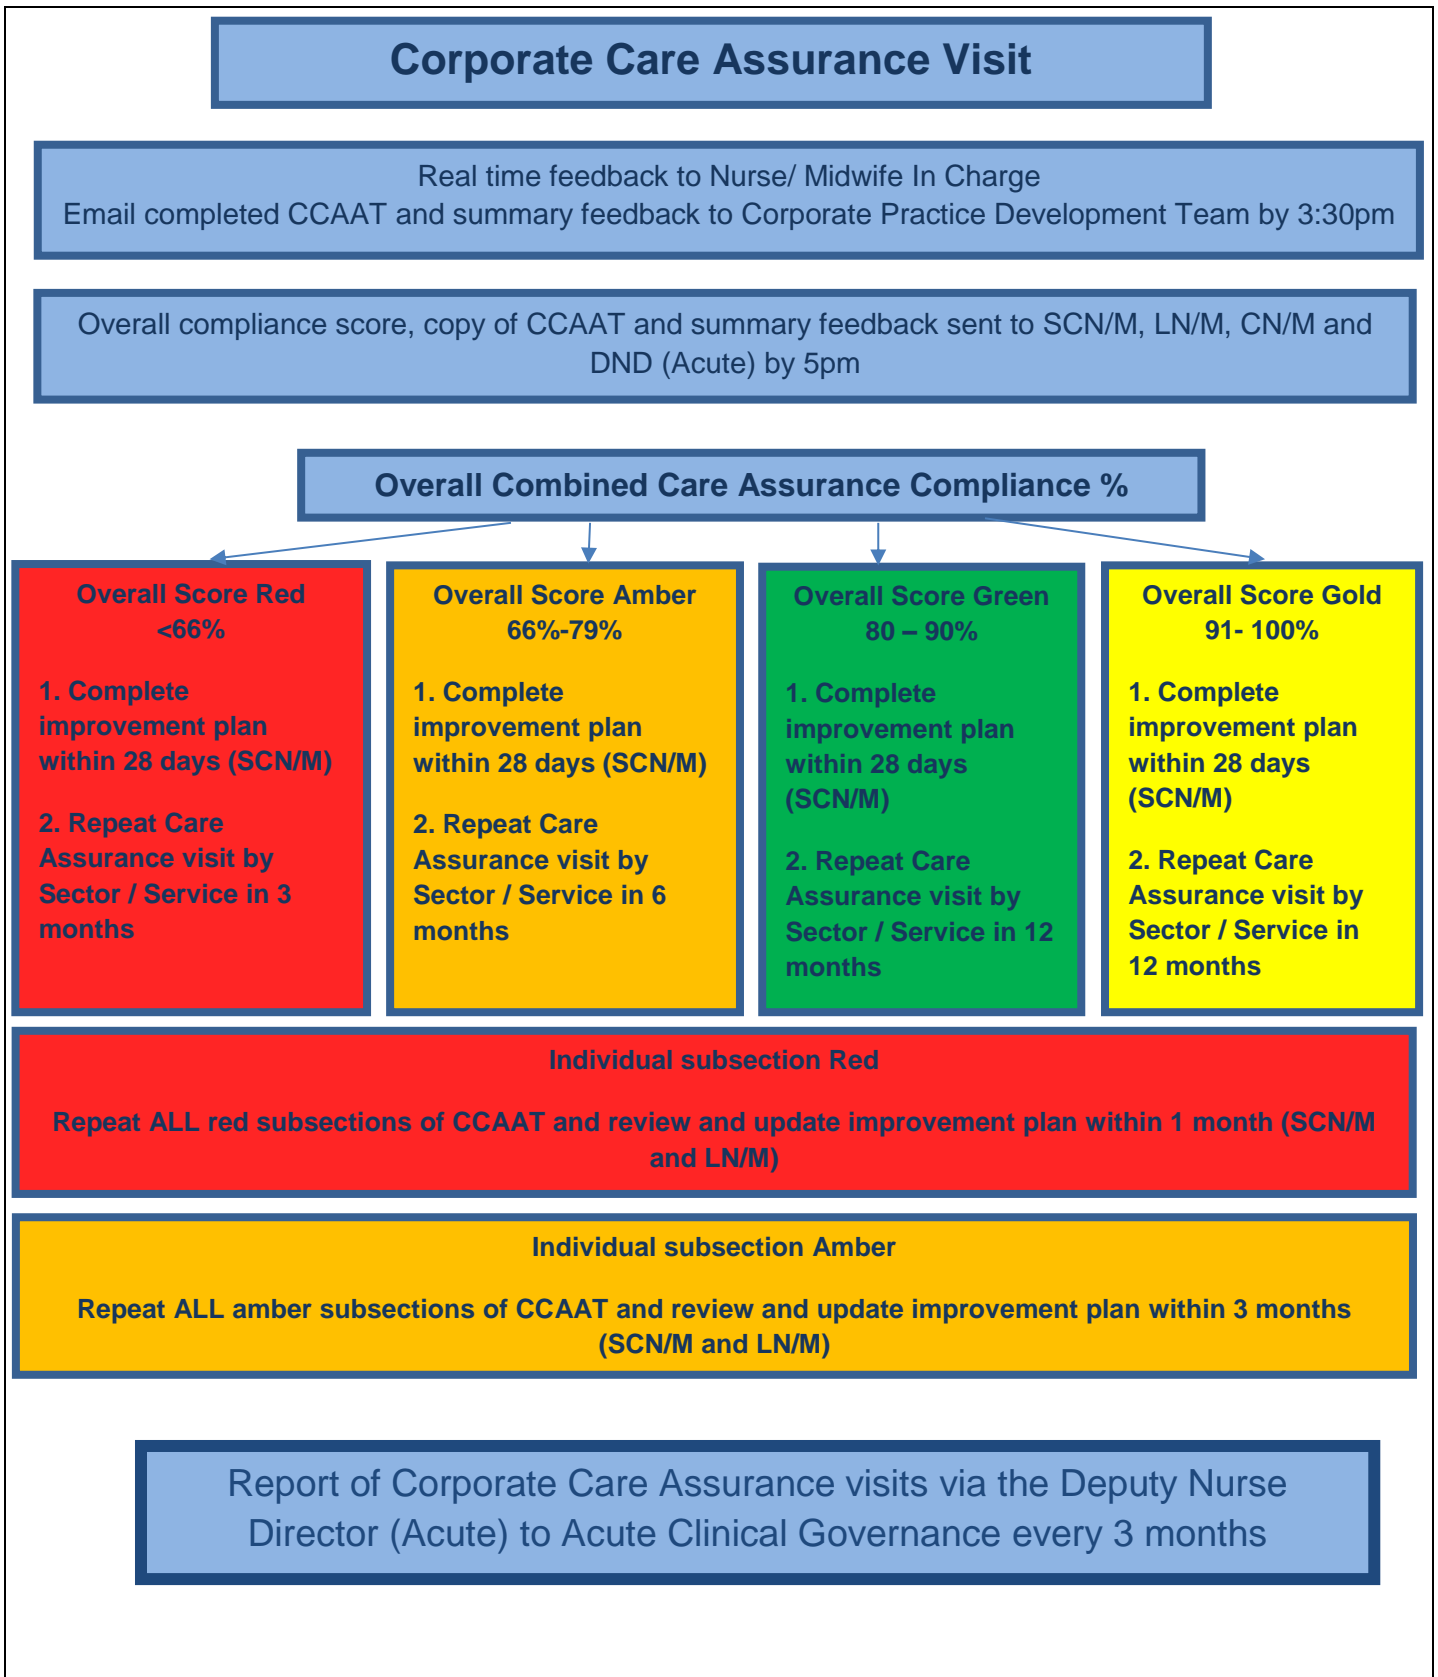 Corporate Care Assurance Visit
Real time feedback to Nurse/ Midwife In Charge
Email completed CCAAT and summary feedback to Corporate Practice Development Team by 3:30pm
Overall compliance score, copy of CCAAT and summary feedback sent to SCN/M, LN/M, CN/M and
DND (Acute) by 5pm
Overall Combined Care Assurance Compliance %
Overall Score Red
<66%
1. Complete
improvement plan
within 28 days (SCN/M)
2. Repeat Care
Assurance visit by
Sector / Service in 3
months
Overall Score Amber
66%-79%
1. Complete
improvement plan
within 28 days (SCN/M)
2. Repeat Care
Assurance visit by
Sector / Service in 6
months
Overall Score Green
80 – 90%
1. Complete
improvement plan
within 28 days
(SCN/M)
2. Repeat Care
Assurance visit by
Sector / Service in 12
months
Overall Score Gold
91- 100%
1. Complete
improvement plan
within 28 days
(SCN/M)
2. Repeat Care
Assurance visit by
Sector / Service in
12 months
Individual subsection Red
Repeat ALL red subsections of CCAAT and review and update improvement plan within 1 month (SCN/M
and LN/M)
Individual subsection Amber
Repeat ALL amber subsections of CCAAT and review and update improvement plan within 3 months
(SCN/M and LN/M)
Report of Corporate Care Assurance visits via the Deputy Nurse
Director (Acute) to Acute Clinical Governance every 3 months